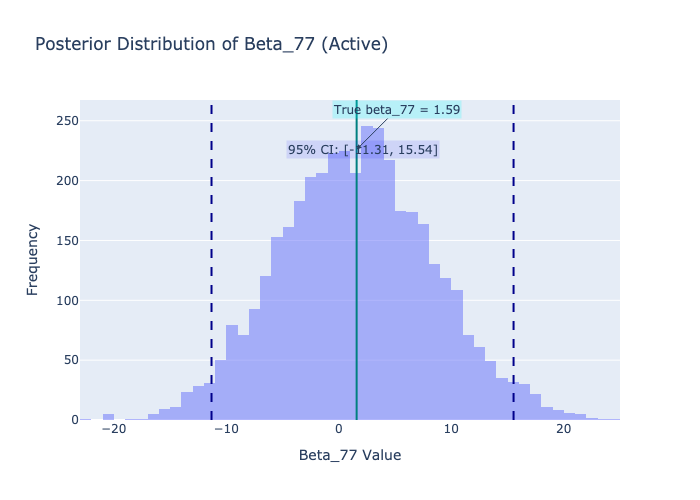 Posterior Distribution of Beta_77 (Active)
True beta_77 = 1.59
95% CI: [-11.31, 15.54]
250
200
150
100
50
0
Frequency
−20
−10
0
10
20
Beta_77 Value